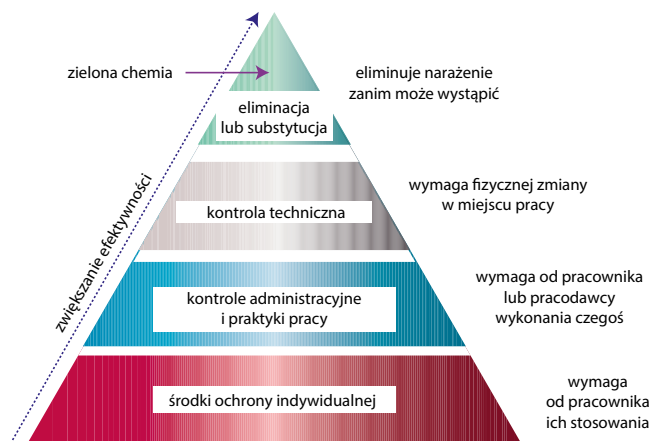 zielona chemia
eliminuje narażenie
zanim może wystąpić
eliminacja
lub substytucja
zwiększanie efektywności
wymaga fizycznej zmiany
w miejscu pracy
kontrola techniczna
wymaga od pracownika
lub pracodawcy
wykonania czegoś
kontrole administracyjne
i praktyki pracy
środki ochrony indywidualnej
wymaga
od pracownika
ich stosowania